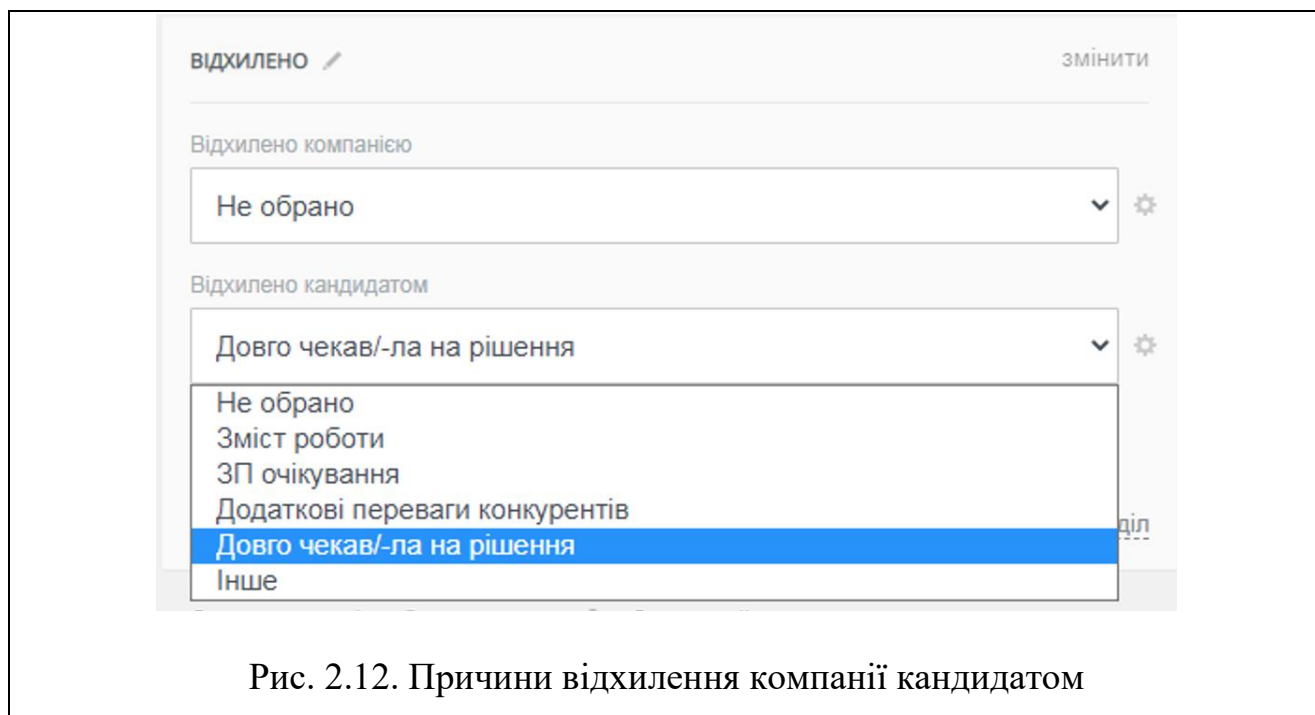 ВІДХИЛЕНО змінити
Відхилено компанією
Не обрано
Відхилено кандидатом
Довго чекав/-ла на рішення
Не обрано
Зміст роботи
ЗП очікування
Додаткові переваги конкурентів
Довго чекав/-ла на рішення
діл
Інше
Рис. 2.12. Причини відхилення компанії кандидатом